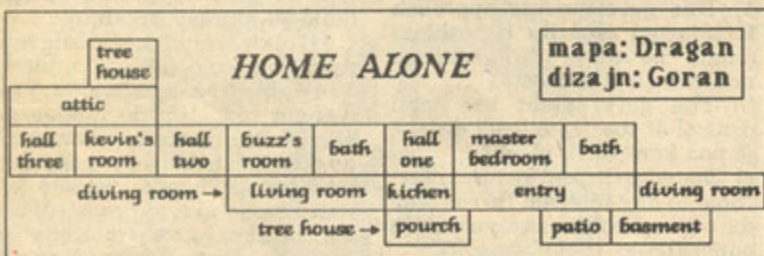 tree
house
HOME ALONE
mapa: Dragan
dizajn: Goran
attic
hall three
kevin's room
hall two
buzz's room
bath
hall one
master bedroom
bath
diving room→
living room
kichen
entry
diving room
tree house→
pourch
patio
basment